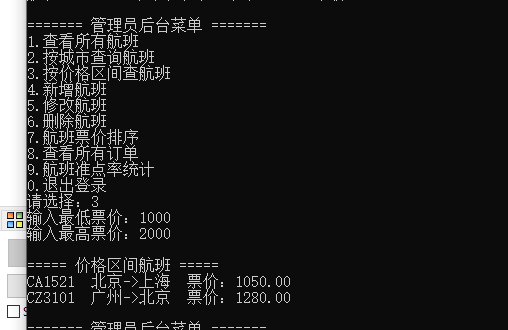 ======= 管理员后台菜单 =======
1.查看所有航班
2.按城市查询航班
3.按价格区间查航班
4.新增航班
5.修改航班
6.删除航班
7.航班票价排序
8.查看所有订单
9.航班准点率统计
0.退出登录
请选择：3
输入最低票价：1000
输入最高票价：2000
===== 价格区间航班 =====
CA1521 北京->上海 票价：1050.00
CZ3101 广州->北京 票价：1280.00
======= 管理员后台菜单 =======